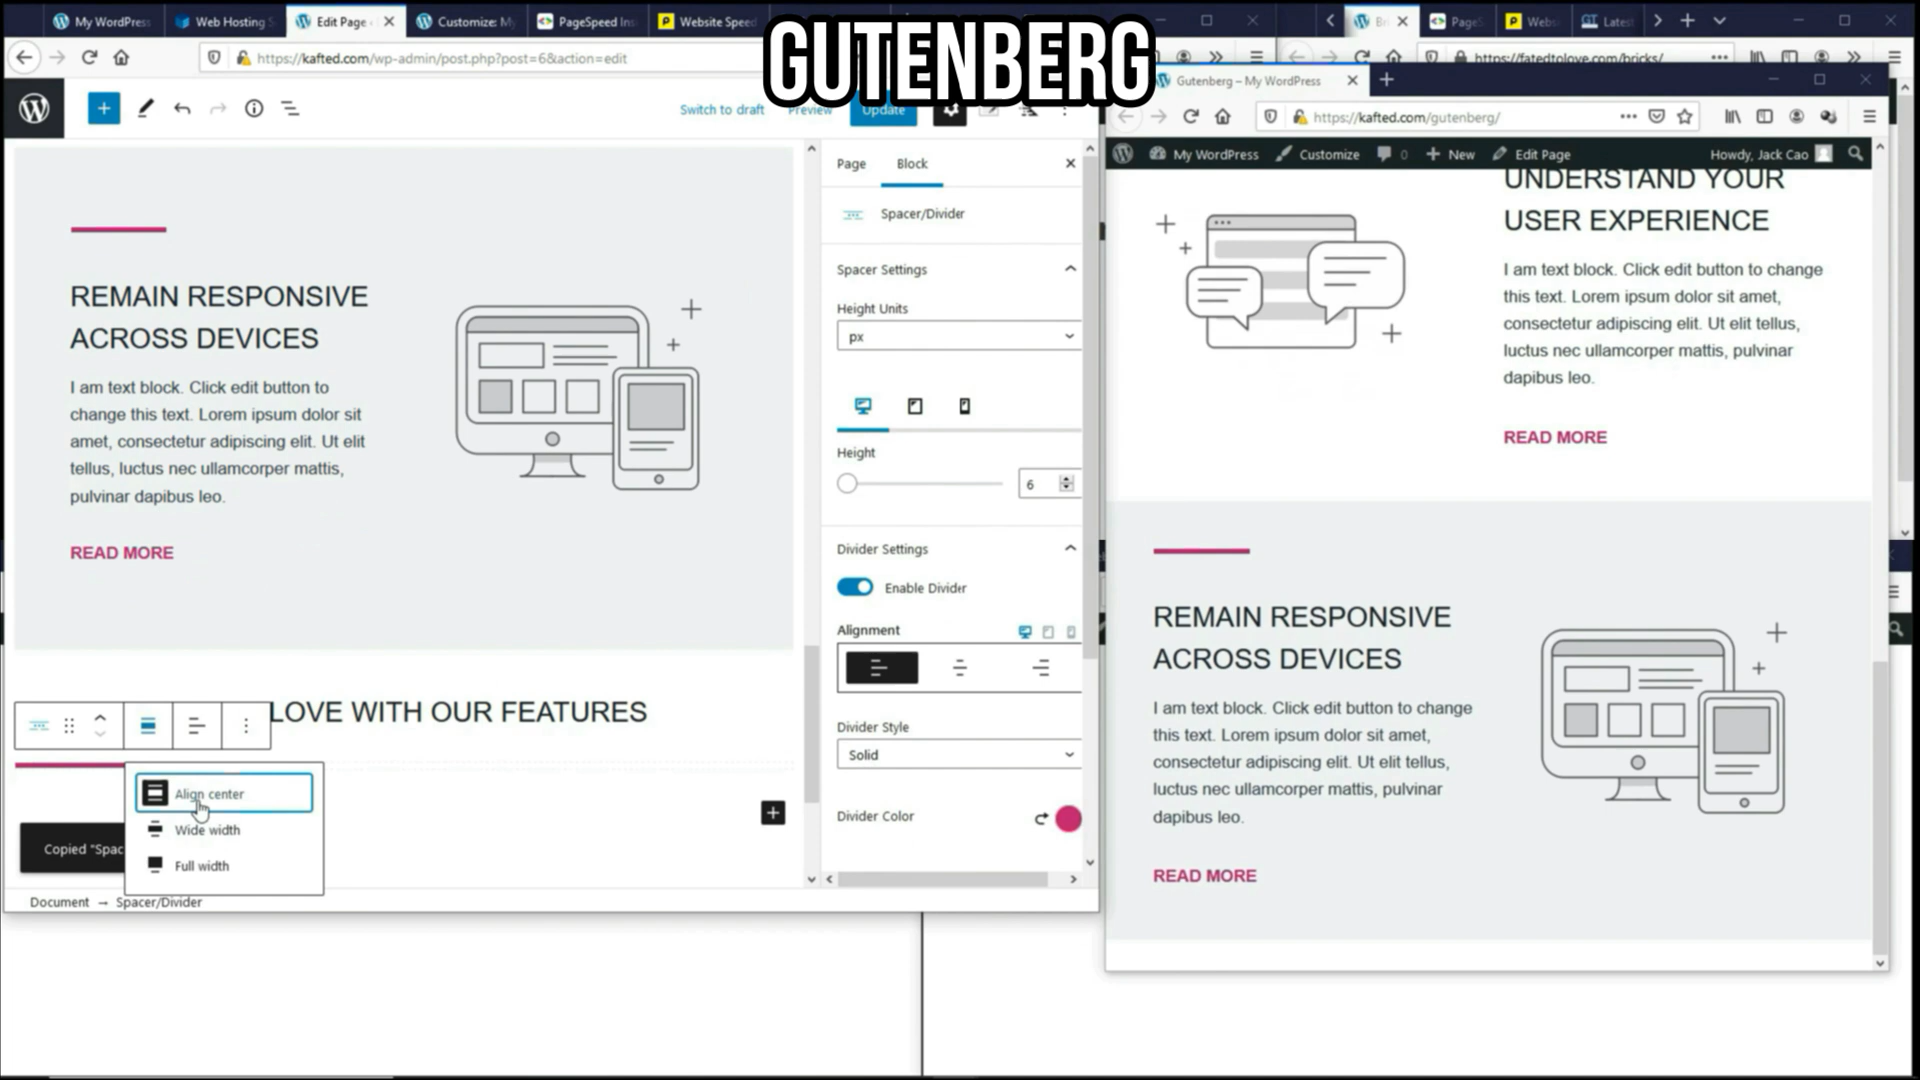 GUTENBERG
My WordPress
Web Hosting S
Edit Page
Customize: My
PageSpeed Ins
Website Speed
https://kafted.com/wp-admin/post.php?post=6&action=edit
Switch to draft
Preview
Update
REMAIN RESPONSIVE
ACROSS DEVICES
I am text block. Click edit button to
change this text. Lorem ipsum dolor sit
amet, consectetur adipiscing elit. Ut elit
tellus, luctus nec ullamcorper mattis,
pulvinar dapibus leo.
READ MORE
LOVE WITH OUR FEATURES
Align center
Wide width
Full width
Copied "Spac
Document → Spacer/Divider
Page
Block
Spacer/Divider
Spacer Settings
Height Units
px
Height
6
Divider Settings
Enable Divider
Alignment
Divider Style
Solid
Divider Color
Bri
PageS
Webs
Latest
https://fatedtolove.com/bricks/
Gutenberg – My WordPress
https://kafted.com/gutenberg/
My WordPress
Customize
0
New
Edit Page
Howdy, Jack Cao
UNDERSTAND YOUR
USER EXPERIENCE
I am text block. Click edit button to change
this text. Lorem ipsum dolor sit amet,
consectetur adipiscing elit. Ut elit tellus,
luctus nec ullamcorper mattis, pulvinar
dapibus leo.
READ MORE
REMAIN RESPONSIVE
ACROSS DEVICES
I am text block. Click edit button to change
this text. Lorem ipsum dolor sit amet,
consectetur adipiscing elit. Ut elit tellus,
luctus nec ullamcorper mattis, pulvinar
dapibus leo.
READ MORE